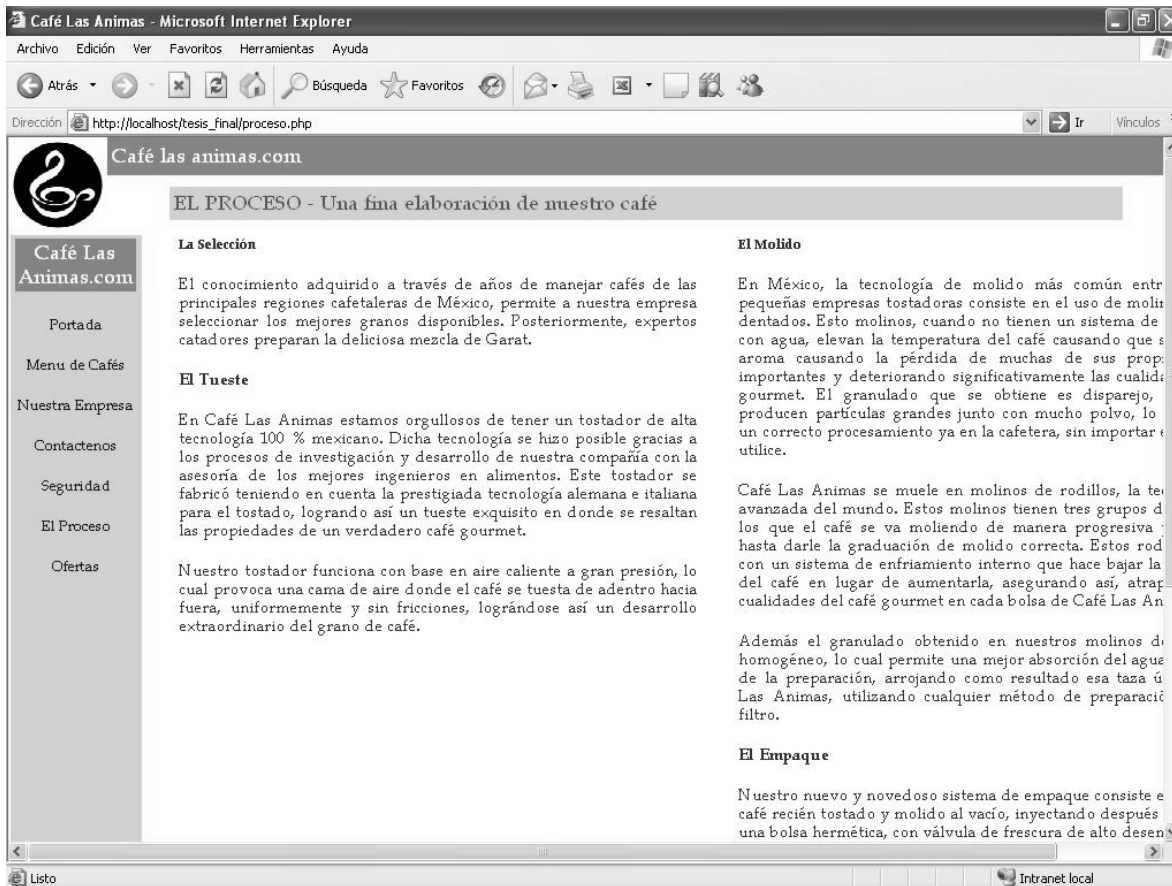 Café Las Animas - Microsoft Internet Explorer
Archivo Edición Ver Favoritos Herramientas Ayuda
Atrás Búsqueda Favoritos
Dirección http://localhost/tesis_final/proceso.php Ir Vínculos
Café las animas.com
EL PROCESO - Una fina elaboración de nuestro café
Café Las
Animas.com
Portada
Menu de Cafés
Nuestra Empresa
Contactenos
Seguridad
El Proceso
Ofertas
La Selección
El conocimiento adquirido a través de años de manejar cafés de las
principales regiones cafetaleras de México, permite a nuestra empresa
seleccionar los mejores granos disponibles. Posteriormente, expertos
catadores preparan la deliciosa mezcla de Garat.
El Tueste
En Café Las Animas estamos orgullosos de tener un tostador de alta
tecnología 100 % mexicano. Dicha tecnología se hizo posible gracias a
los procesos de investigación y desarrollo de nuestra compañía con la
asesoría de los mejores ingenieros en alimentos. Este tostador se
fabricó teniendo en cuenta la prestigiada tecnología alemana e italiana
para el tostado, logrando así un tueste exquisito en donde se resaltan
las propiedades de un verdadero café gourmet.
Nuestro tostador funciona con base en aire caliente a gran presión, lo
cual provoca una cama de aire donde el café se tuesta de adentro hacia
fuera, uniformemente y sin fricciones, lográndose así un desarrollo
extraordinario del grano de café.
El Molido
En México, la tecnología de molido más común entr
pequeñas empresas tostadoras consiste en el uso de
dentados. Esto molinos, cuando no tienen un sistema de
con agua, elevan la temperatura del café causando que
aroma causando la pérdida de muchas de sus
importantes y deteriorando significativamente las
gourmet. El granulado que se obtiene es disparejo,
producen partículas grandes junto con mucho polvo, lo
un correcto procesamiento ya en la cafetera, sin importar
utilice.
Café Las Animas se muele en molinos de rodillos, la
avanzada del mundo. Estos molinos tienen tres grupos
los que el café se va moliendo de manera progresiva
hasta darle la graduación de molido correcta. Estos
con un sistema de enfriamiento interno que hace bajar la
del café en lugar de aumentarla, asegurando así,
cualidades del café gourmet en cada bolsa de Café Las An
Además el granulado obtenido en nuestros molinos
homogéneo, lo cual permite una mejor absorción del agua
de la preparación, arrojando como resultado esa taza
Las Animas, utilizando cualquier método de
filtro.
El Empaque
Nuestro nuevo y novedoso sistema de empaque consiste
café recién tostado y molido al vacío, inyectando después
una bolsa hermética, con válvula de frescura de alto
Listo Intranet local